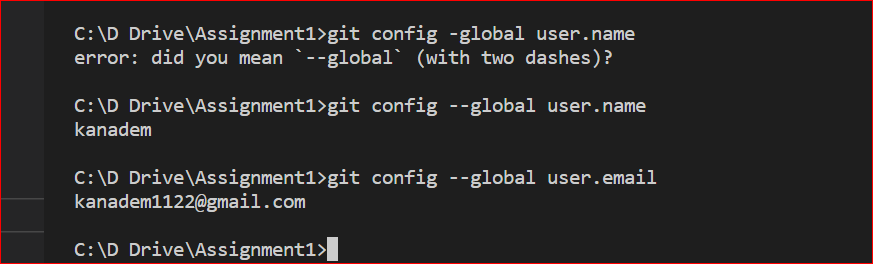 C:\D Drive\Assignment1>git config -global user.name
error: did you mean `--global` (with two dashes)?
C:\D Drive\Assignment1>git config --global user.name
kanadem
C:\D Drive\Assignment1>git config --global user.email
kanadem1122@gmail.com
C:\D Drive\Assignment1>